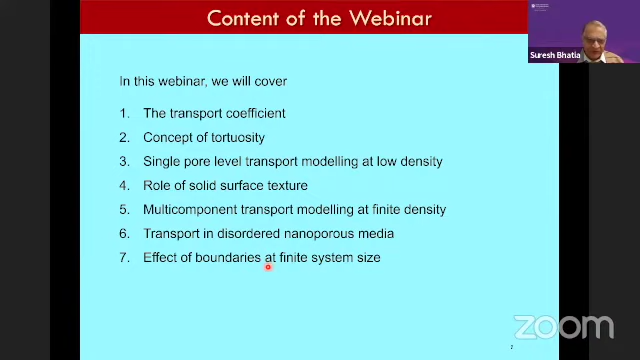 Content of the Webinar
Suresh Bhatia
In this webinar, we will cover
1. The transport coefficient
2. Concept of tortuosity
3. Single pore level transport modelling at low density
4. Role of solid surface texture
5. Multicomponent transport modelling at finite density
6. Transport in disordered nanoporous media
7. Effect of boundaries at finite system size
zoom